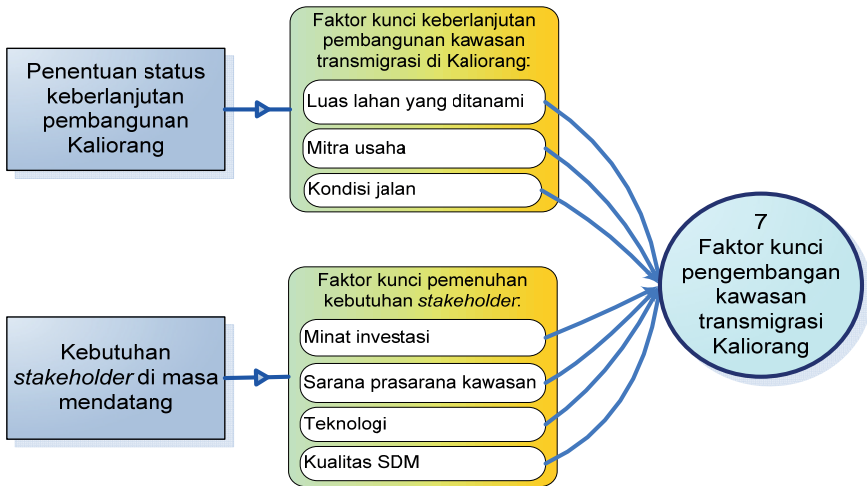 Penentuan status
keberlanjutan
pembangunan
Kaliorang
Faktor kunci keberlanjutan
pembangunan kawasan
transmigrasi di Kaliorang:
Luas lahan yang ditanami
Mitra usaha
Kondisi jalan
Kebutuhan
stakeholder di masa
mendatang
Faktor kunci pemenuhan
kebutuhan stakeholder:
Minat investasi
Sarana prasarana kawasan
Teknologi
Kualitas SDM
7
Faktor kunci
pengembangan
kawasan
transmigrasi
Kaliorang